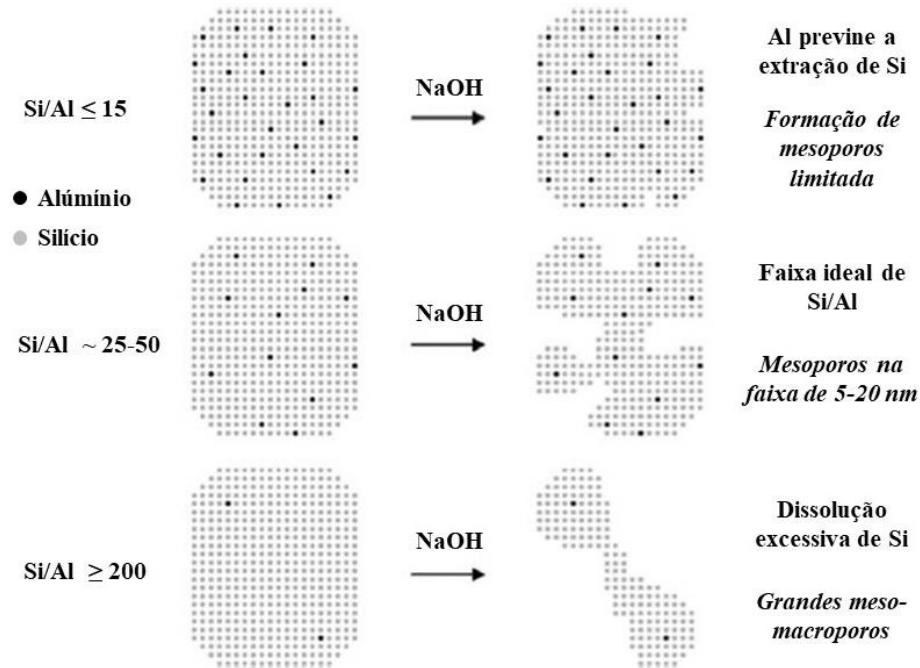 Si/Al ≤ 15
NaOH
Al previne a
extração de Si
Formação de
mesoporos
limitada
● Alúmínio
● Silício
Si/Al ~ 25-50
NaOH
Faixa ideal de
Si/Al
Mesoporos na
faixa de 5-20 nm
Si/Al ≥ 200
NaOH
Dissolução
excessiva de Si
Grandes meso-
macroporos